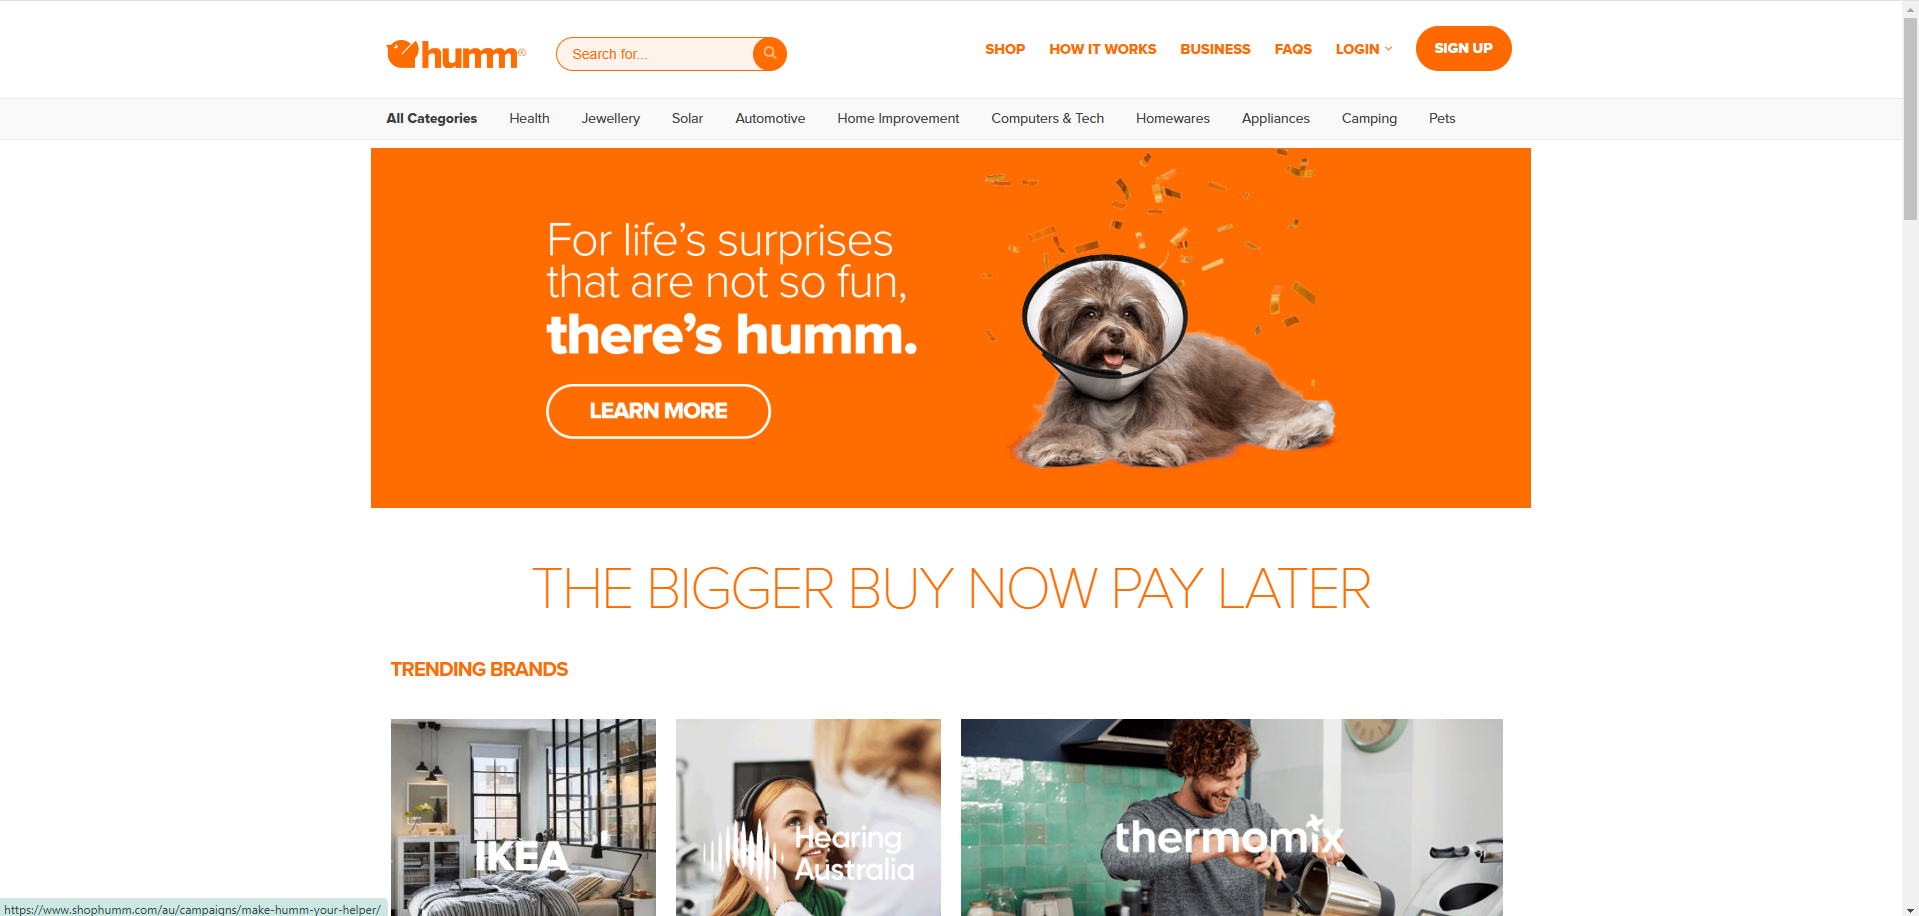 humm®
Search for...
SHOP HOW IT WORKS BUSINESS FAQS LOGIN SIGN UP
All Categories Health Jewellery Solar Automotive Home Improvement Computers & Tech Homewares Appliances Camping Pets
For life's surprises
that are not so fun,
there's humm.
LEARN MORE
THE BIGGER BUY NOW PAY LATER
TRENDING BRANDS
IKEA
Hearing
Australia
thermomix
https://www.shophumm.com/au/campaigns/make-humm-your-helper/